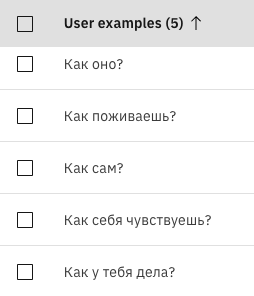 User examples (5) ↑
Как оно?
Как поживаешь?
Как сам?
Как себя чувствуешь?
Как у тебя дела?